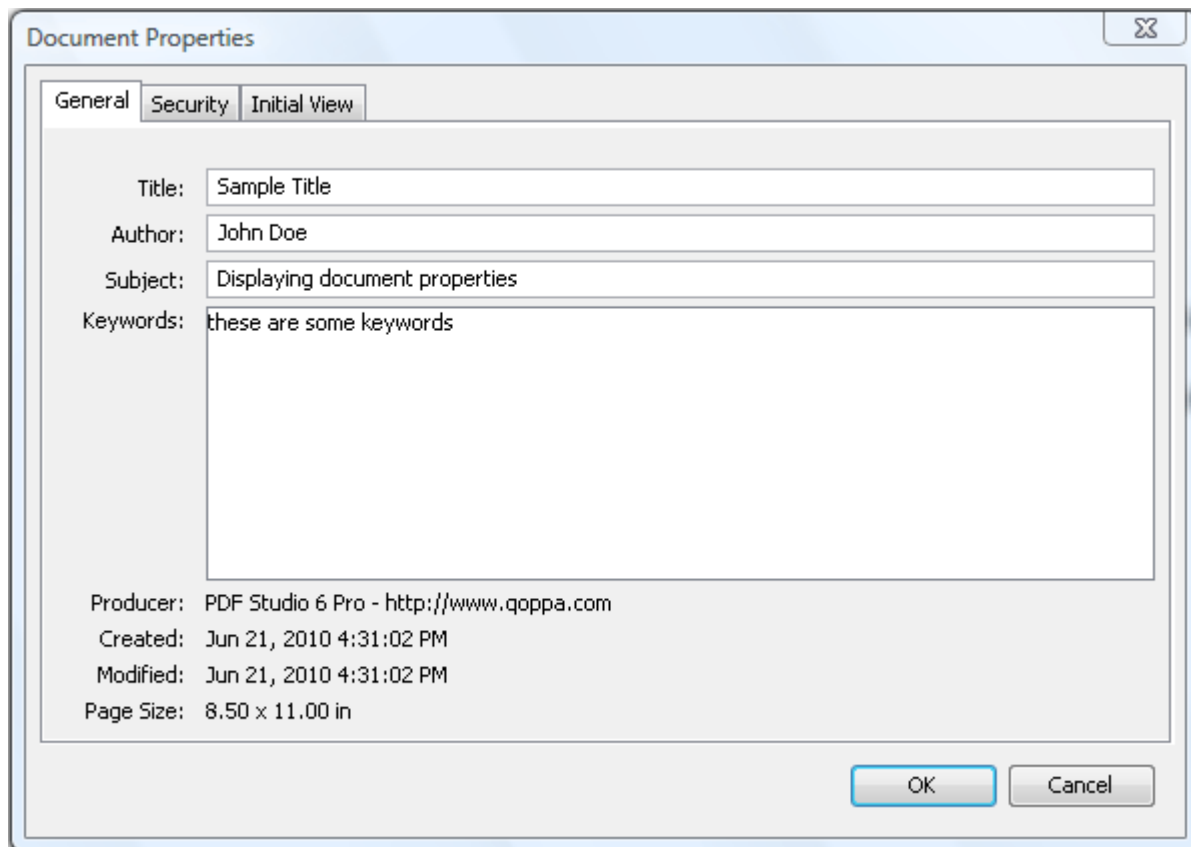 Document Properties
General Security Initial View
Title: Sample Title
Author: John Doe
Subject: Displaying document properties
Keywords: these are some keywords
Producer: PDF Studio 6 Pro - http://www.qoppa.com
Created: Jun 21, 2010 4:31:02 PM
Modified: Jun 21, 2010 4:31:02 PM
Page Size: 8.50 x 11.00 in
OK Cancel